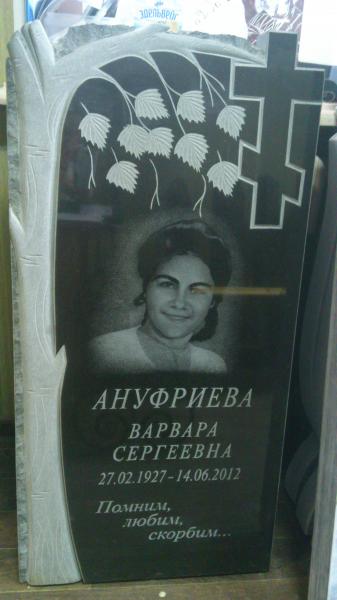 АНУФРИЕВА
ВАРВАРА
СЕРГЕЕВНА
27.02.1927-14.06.2012
Помним,
любим,
скорбим...